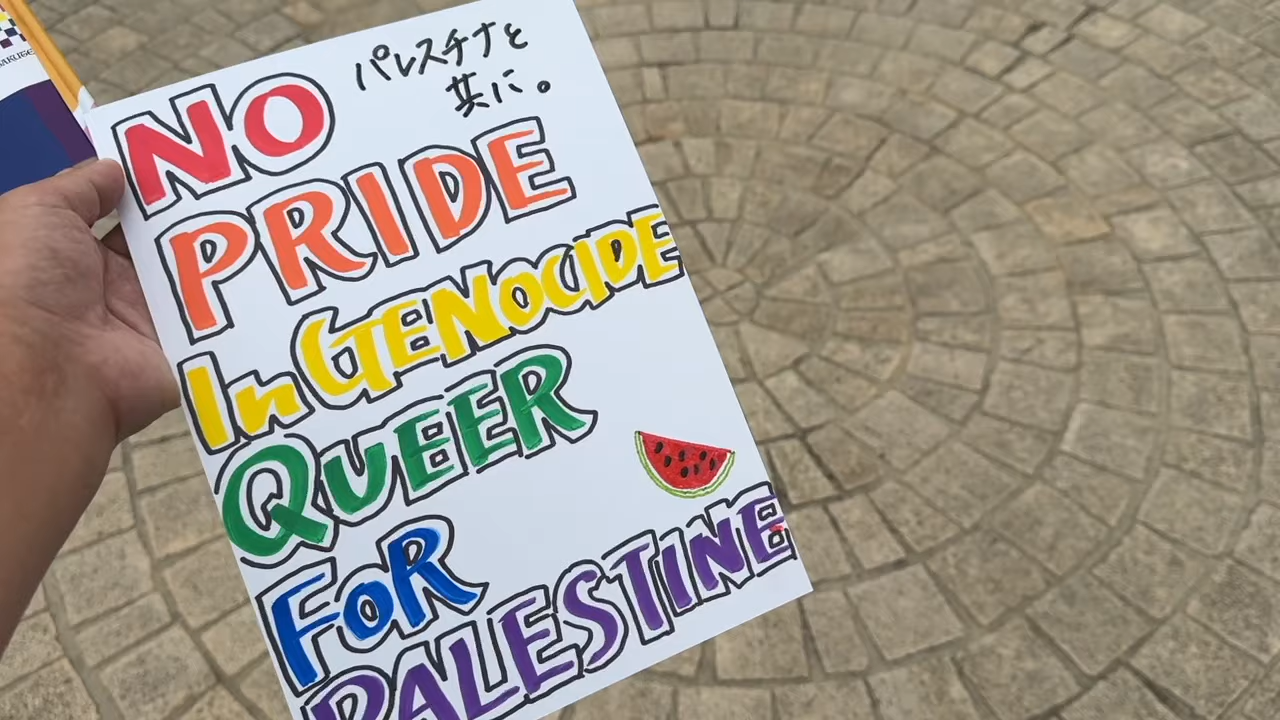 パレスチナと
共に。
NO
PRIDE
In GENOCIDE
QUEER
FOR
PALESTINE